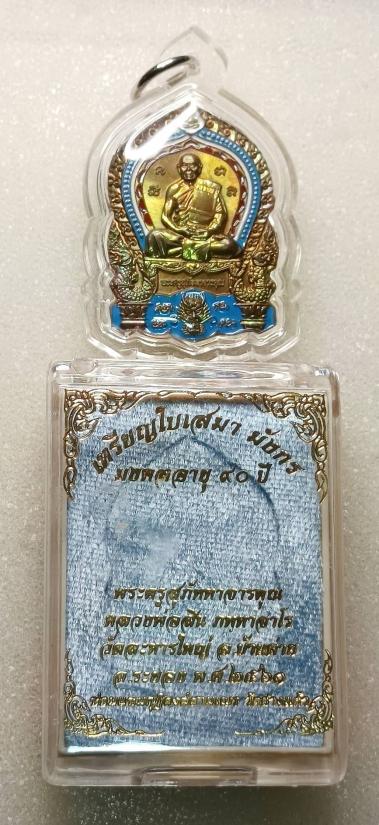 เหรียญใบเสมา มังกร
มงคลอายุ ๙๐ ปี
พระครูสุภัททาจารคุณ
หลวงพ่อสิน ภททาจาโร
วัดละหารใหญ่ อ.บ้านค่าย
จ.ระยอง พ.ศ ๒๕๖๑